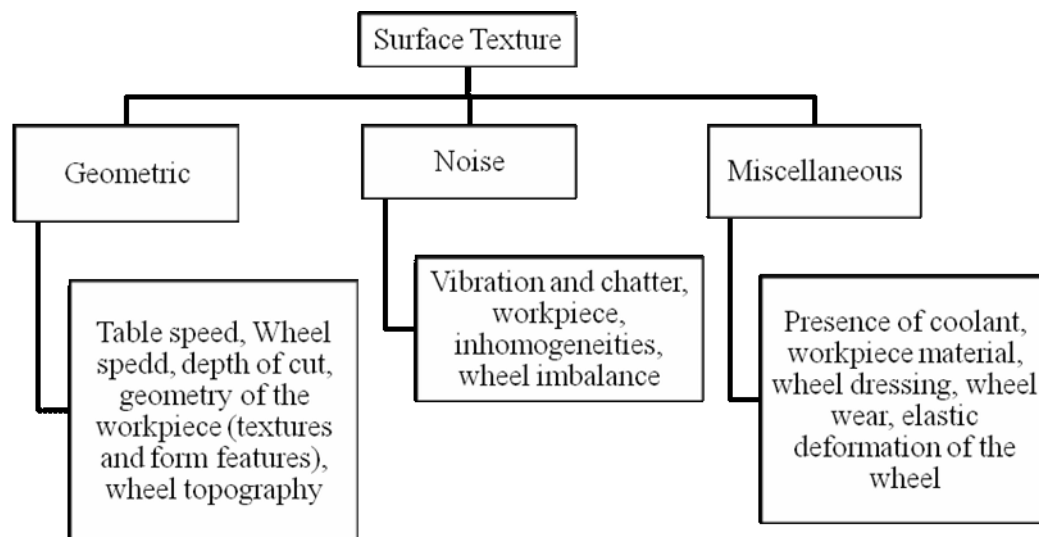 Surface Texture
Geometric
Noise
Miscellaneous
Table speed, Wheel
spedd, depth of cut,
geometry of the
workpiece (textures
and form features),
wheel topography
Vibration and chatter,
workpiece,
inhomogeneities,
wheel imbalance
Presence of coolant,
workpiece material,
wheel dressing, wheel
wear, elastic
deformation of the
wheel